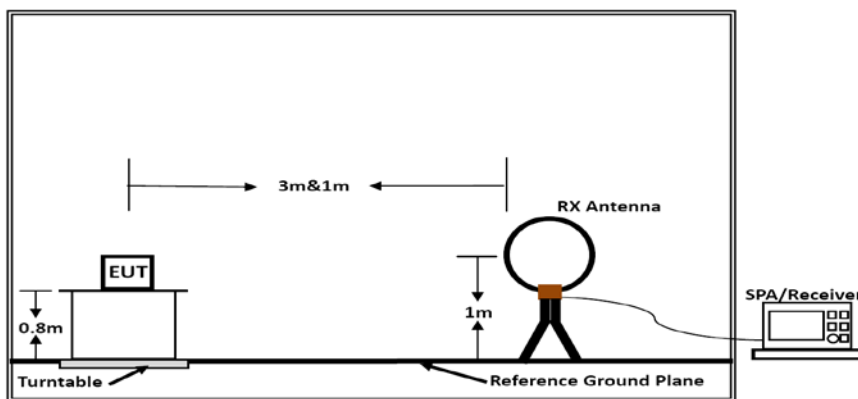 3m&1m
RX Antenna
EUT
SPA/Receiver
0.8m
1m
Turntable
Reference Ground Plane